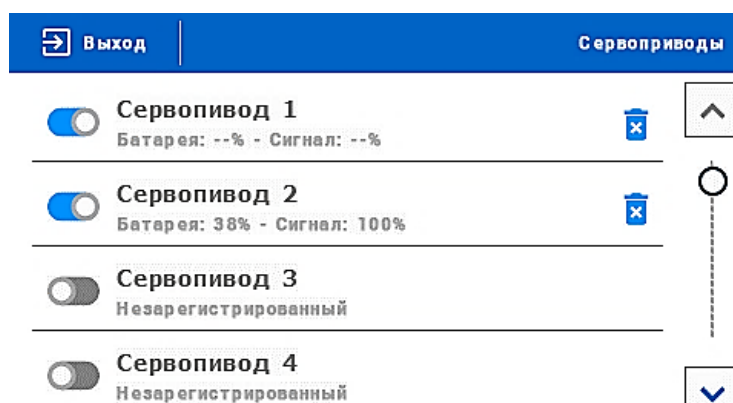 Выход
Сервоприводы
Сервопивод 1
Батарея: --% - Сигнал: --%
Сервопивод 2
Батарея: 38% - Сигнал: 100%
Сервопивод 3
Незарегистрированный
Сервопивод 4
Незарегистрированный